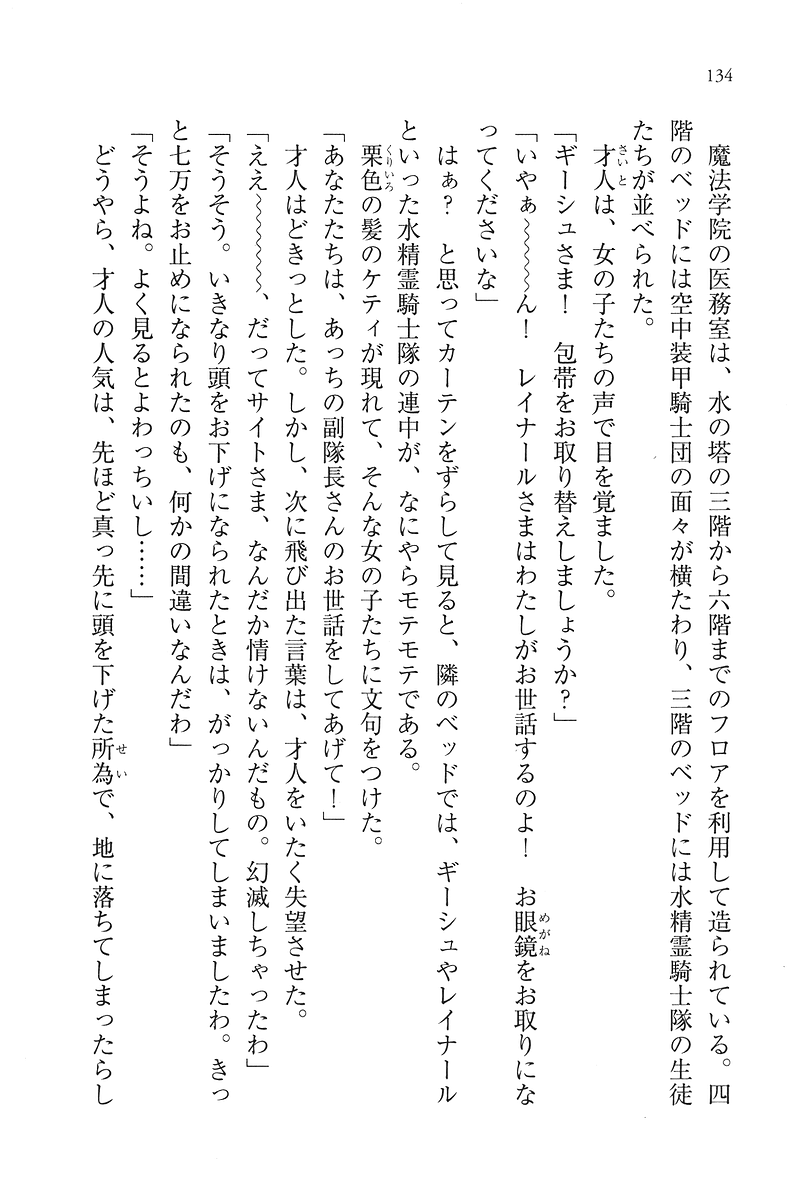 134
魔法学院の医務室は、水の塔の三階から六階までのフロアを利用して造られている。四
階のベッドには空中装甲騎士団の面々が横たわり、三階のベッドには水精霊騎士隊の生徒
たちが並べられた。
才人は、女の子たちの声で目を覚ました。
さいと
「ギーシュさま！　包帯をお取り替えしましょうか？」
「いやぁ～～～～ん！　レイナールさまはわたしがお世話するのよ！　お眼鏡をお取りにな
めがね
ってくださいな」
はぁ？　と思ってカーテンをずらして見ると、隣のベッドでは、ギーシュやレイナール
といった水精霊騎士隊の連中が、なにやらモテモテである。
栗色の髪のケティが現れて、そんな女の子たちに文句をつけた。
くりいろ
「あなたたちは、あっちの副隊長さんのお世話をしてあげて！」
才人はどきっとした。しかし、次に飛び出た言葉は、才人をいたく失望させた。
「ええ～～～～～、だってサイトさま、なんだか情けないんだもの。幻滅しちゃったわ」
「そうそう。いきなり頭をお下げになられたときは、がっかりしてしまいましたわ。きっ
と七万をお止めになられたのも、何かの間違いなんだわ」
「そうよね。よく見るとよわっちいし……」
どうやら、才人の人気は、先ほど真っ先に頭を下げた所為で、地に落ちてしまったらし
せい